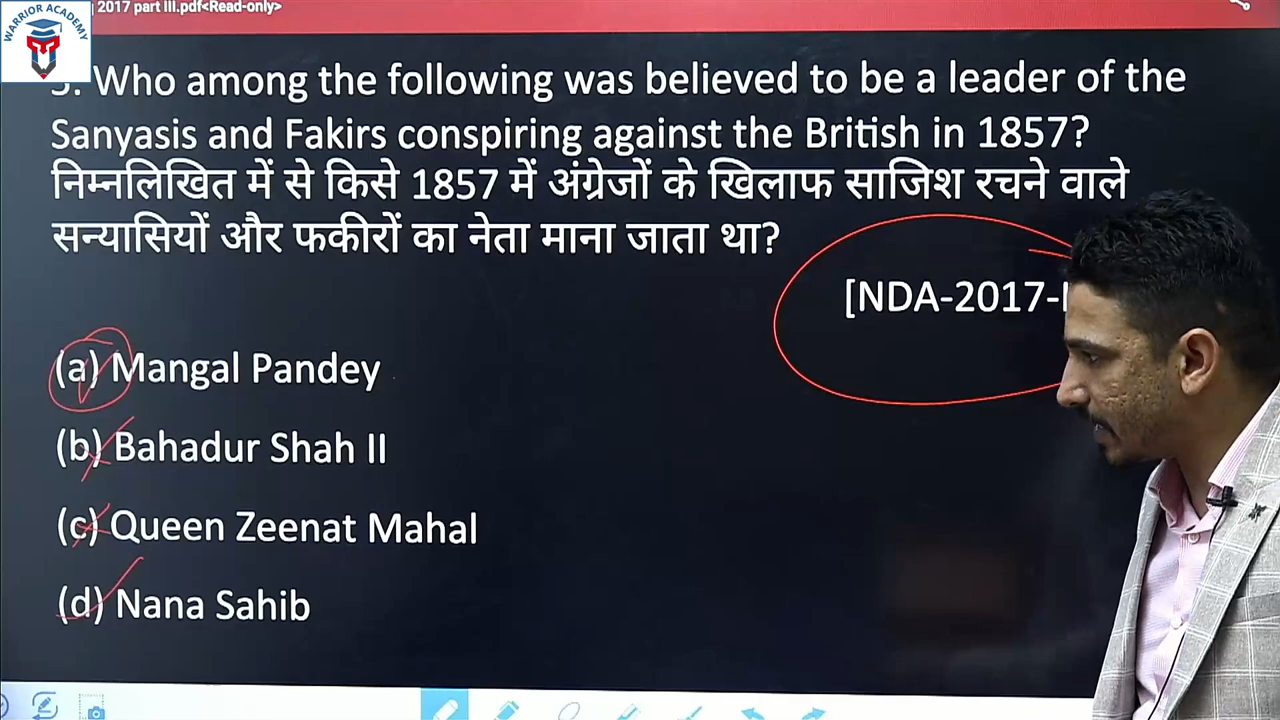 WARRIOR ACADEMY
2017 part III.pdf<Read-only>
Who among the following was believed to be a leader of the
Sanyasis and Fakirs conspiring against the British in 1857?
निम्नलिखित में से किसे 1857 में अंग्रेजों के खिलाफ साजिश रचने वाले
सन्यासियों और फकीरों का नेता माना जाता था?
[NDA-2017-
(a) Mangal Pandey
(b) Bahadur Shah II
(c) Queen Zeenat Mahal
(d) Nana Sahib